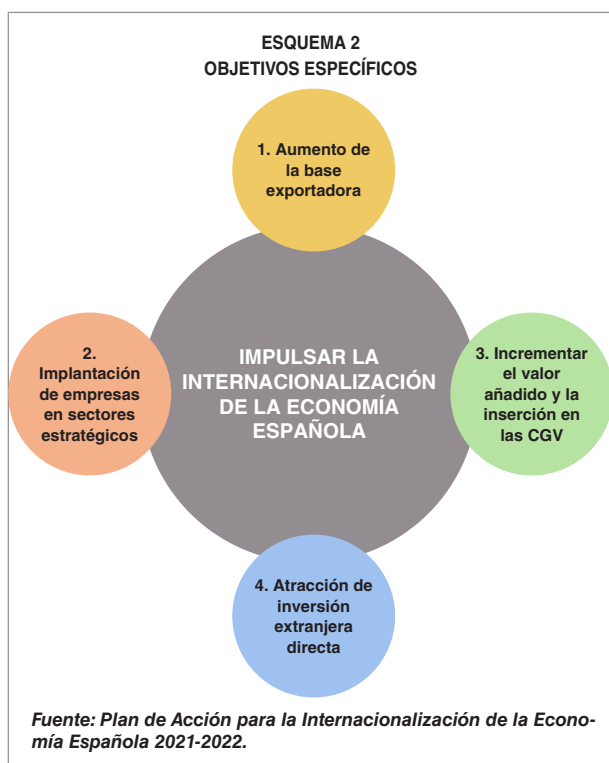 ESQUEMA 2
OBJETIVOS ESPECÍFICOS
1. Aumento de
la base
exportadora
IMPULSAR LA
INTERNACIONALIZACIÓN
DE LA ECONOMÍA
ESPAÑOLA
2.
Implantación
de empresas
en sectores
estratégicos
3. Incrementar
el valor
añadido y la
inserción en
las CGV
4. Atracción de
inversión
extranjera
directa
Fuente: Plan de Acción para la Internacionalización de la Econo-
mía Española 2021-2022.